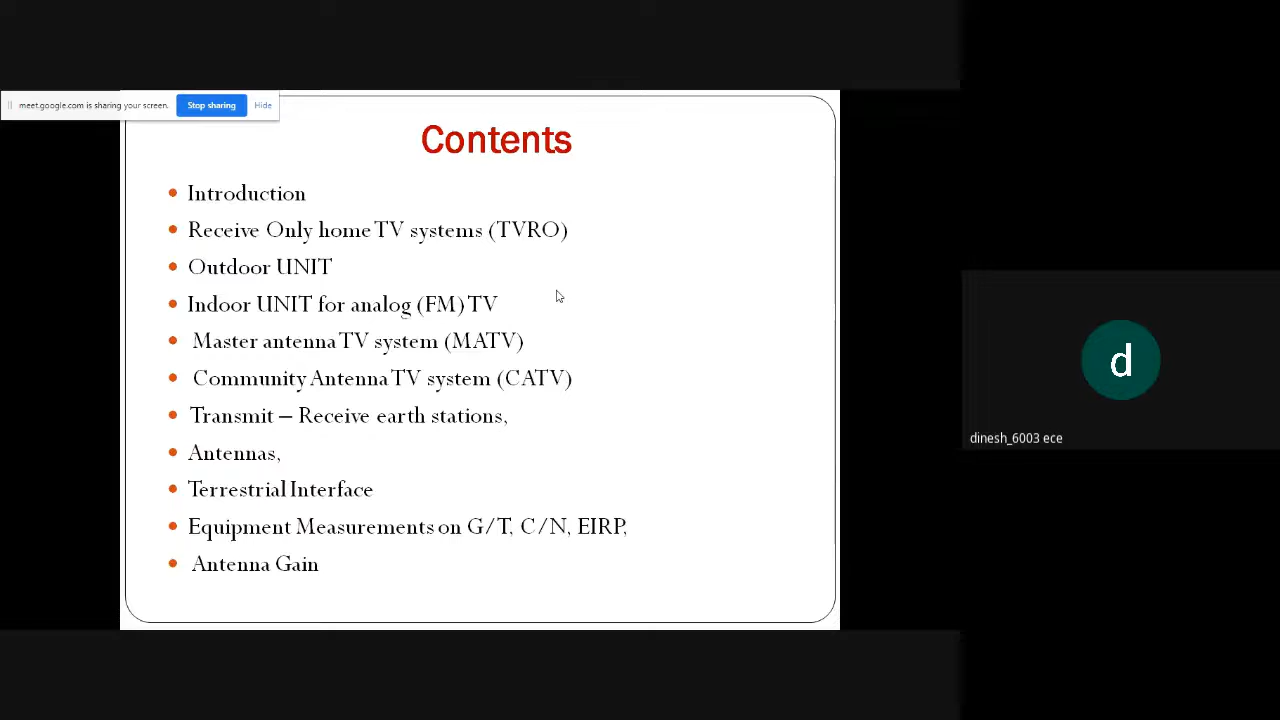 meet.google.com is sharing your screen. Stop sharing Hide
Contents
Introduction
Receive Only home TV systems (TVRO)
Outdoor UNIT
Indoor UNIT for analog (FM) TV
Master antenna TV system (MATV)
Community Antenna TV system (CATV)
Transmit – Receive earth stations,
Antennas,
Terrestrial Interface
Equipment Measurements on G/T, C/N, EIRP,
Antenna Gain
d
dinesh_6003 ece